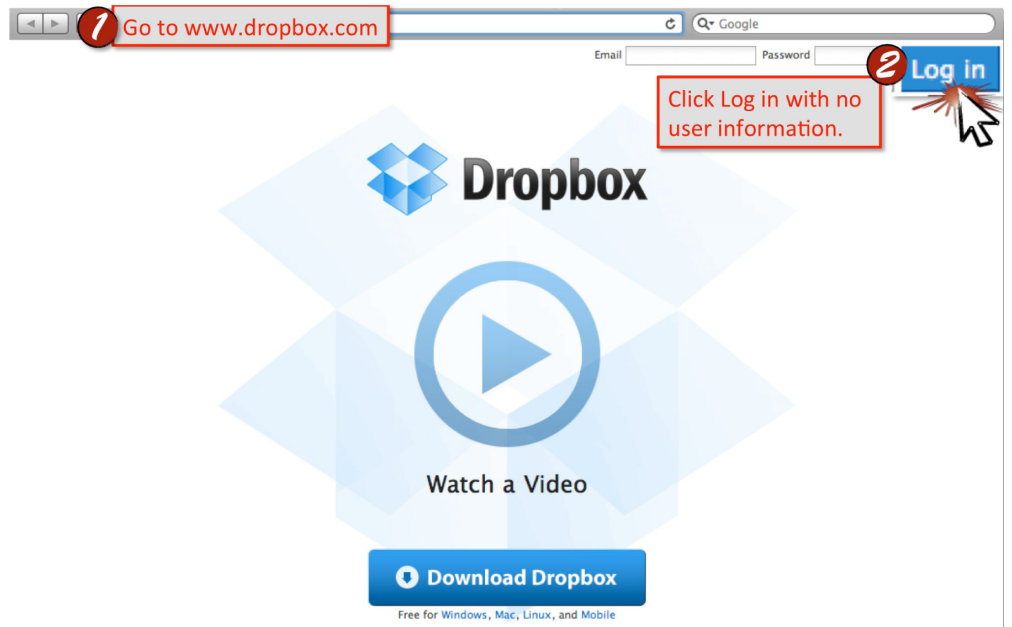 1 Go to www.dropbox.com
Google
Email
Password
2 Log in
Click Log in with no
user information.
Dropbox
Watch a Video
Download Dropbox
Free for Windows, Mac, Linux, and Mobile